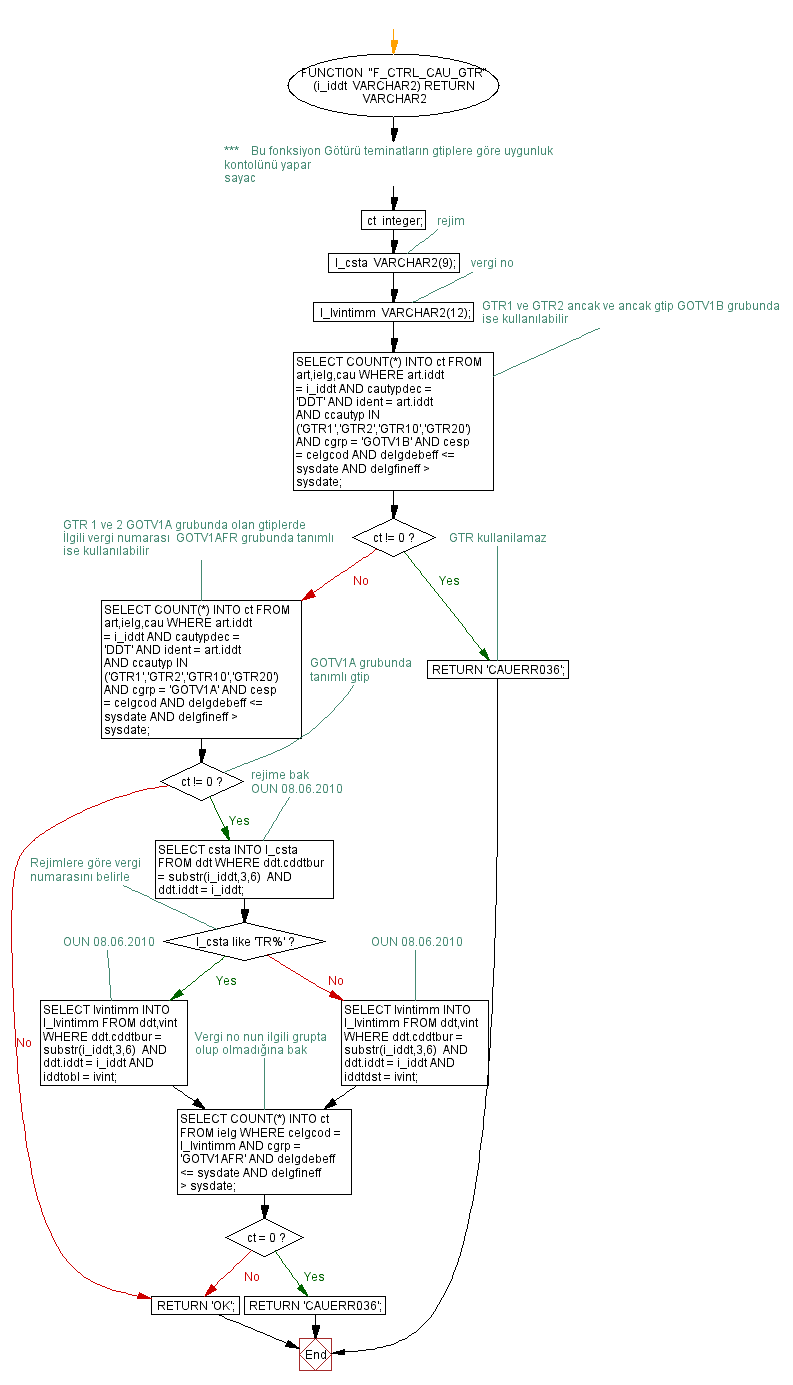 FUNCTION "F_CTRL_CAU_GTR"
(i_iddt VARCHAR2) RETURN
VARCHAR2
*** Bu fonksiyon Götürü teminatların gtiplere göre uygunluk
kontolünü yapar
sayac
ct integer;
rejim
l_csta VARCHAR2(9);
vergi no
l_lvintimm VARCHAR2(12);
GTR1 ve GTR2 ancak ve ancak gtip GOTV1B grubunda
ise kullanılabilir
SELECT COUNT(*) INTO ct FROM
art,ielg,cau WHERE art.iddt
= i_iddt AND cautypdec =
'DDT' AND ident = art.iddt
AND ccautyp IN
('GTR1','GTR2','GTR10','GTR20')
AND cgrp = 'GOTV1B' AND cesp
= celgcod AND delgdebeff <=
sysdate AND delgfineff >
sysdate;
ct != 0 ?
GTR 1 ve 2 GOTV1A grubunda olan gtiplerde
İlgili vergi numarası GOTV1AFR grubunda tanımlı
ise kullanılabilir
GTR kullanilamaz
No
Yes
SELECT COUNT(*) INTO ct FROM
art,ielg,cau WHERE art.iddt
= i_iddt AND cautypdec =
'DDT' AND ident = art.iddt
AND ccautyp IN
('GTR1','GTR2','GTR10','GTR20')
AND cgrp = 'GOTV1A' AND cesp
= celgcod AND delgdebeff <=
sysdate AND delgfineff >
sysdate;
GOTV1A grubunda
tanımlı gtip
RETURN 'CAUERR036';
ct != 0 ?
rejime bak
OUN 08.06.2010
Yes
SELECT csta INTO l_csta
FROM ddt WHERE ddt.cddtbur
= substr(i_iddt,3,6) AND
ddt.iddt = i_iddt;
Rejimlere göre vergi
numarasını belirle
l_csta like 'TR%' ?
OUN 08.06.2010
OUN 08.06.2010
Yes
No
SELECT lvintimm INTO
l_lvintimm FROM ddt,vint
WHERE ddt.cddtbur =
substr(i_iddt,3,6) AND
ddt.iddt = i_iddt AND
iddtobl = ivint;
SELECT lvintimm INTO
l_lvintimm FROM ddt,vint
WHERE ddt.cddtbur =
substr(i_iddt,3,6) AND
ddt.iddt = i_iddt AND
iddtdst = ivint;
No
Vergi no nun ilgili grupta
olup olmadığına bak
SELECT COUNT(*) INTO ct
FROM ielg WHERE celgcod =
l_lvintimm AND cgrp =
'GOTV1AFR' AND delgdebeff
<= sysdate AND delgfineff
> sysdate;
ct = 0 ?
No
Yes
RETURN 'OK';
RETURN 'CAUERR036';
End